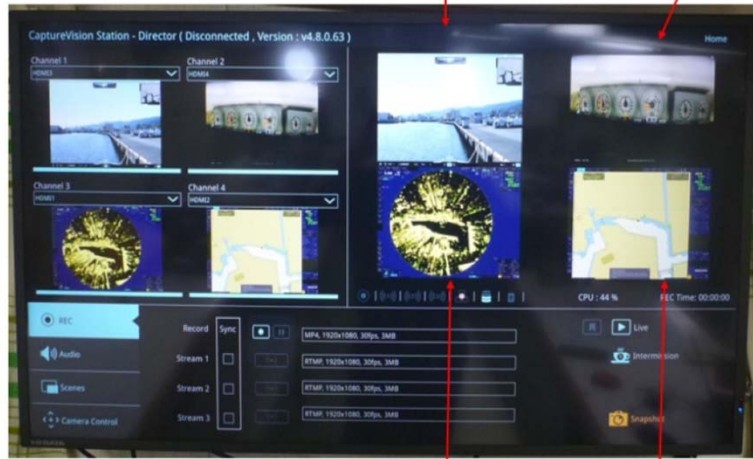 CaptureVision Station - Director ( Disconnected , Version : v4.8.0.63 )
Home
Channel 1
HDMI3
Channel 2
HDMI4
Channel 3
HDMI1
Channel 4
HDMI2
CPU : 44 %
REC Time: 00:00:00
REC
Audio
Scenes
Camera Control
Record
Sync
MP4, 1920x1080, 30fps, 3MB
Stream 1
RTMP, 1920x1080, 30fps, 3MB
Stream 2
RTMP, 1920x1080, 30fps, 3MB
Stream 3
RTMP, 1920x1080, 30fps, 3MB
Live
Intermission
Snapshot